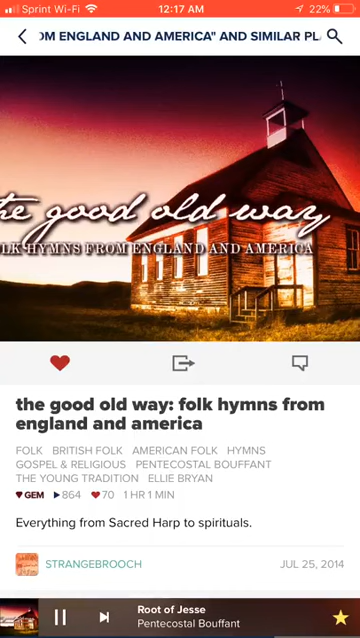 Sprint Wi-Fi 12:17 AM 22%
OM ENGLAND AND AMERICA" AND SIMILAR PL
he good old way
LK HYMNS FROM ENGLAND AND AMERICA
the good old way: folk hymns from
england and america
FOLK BRITISH FOLK AMERICAN FOLK HYMNS
GOSPEL & RELIGIOUS PENTECOSTAL BOUFFANT
THE YOUNG TRADITION ELLIE BRYAN
GEM 864 70 1 HR 1 MIN
Everything from Sacred Harp to spirituals.
STRANGEBROOCH JUL 25, 2014
Root of Jesse
Pentecostal Bouffant